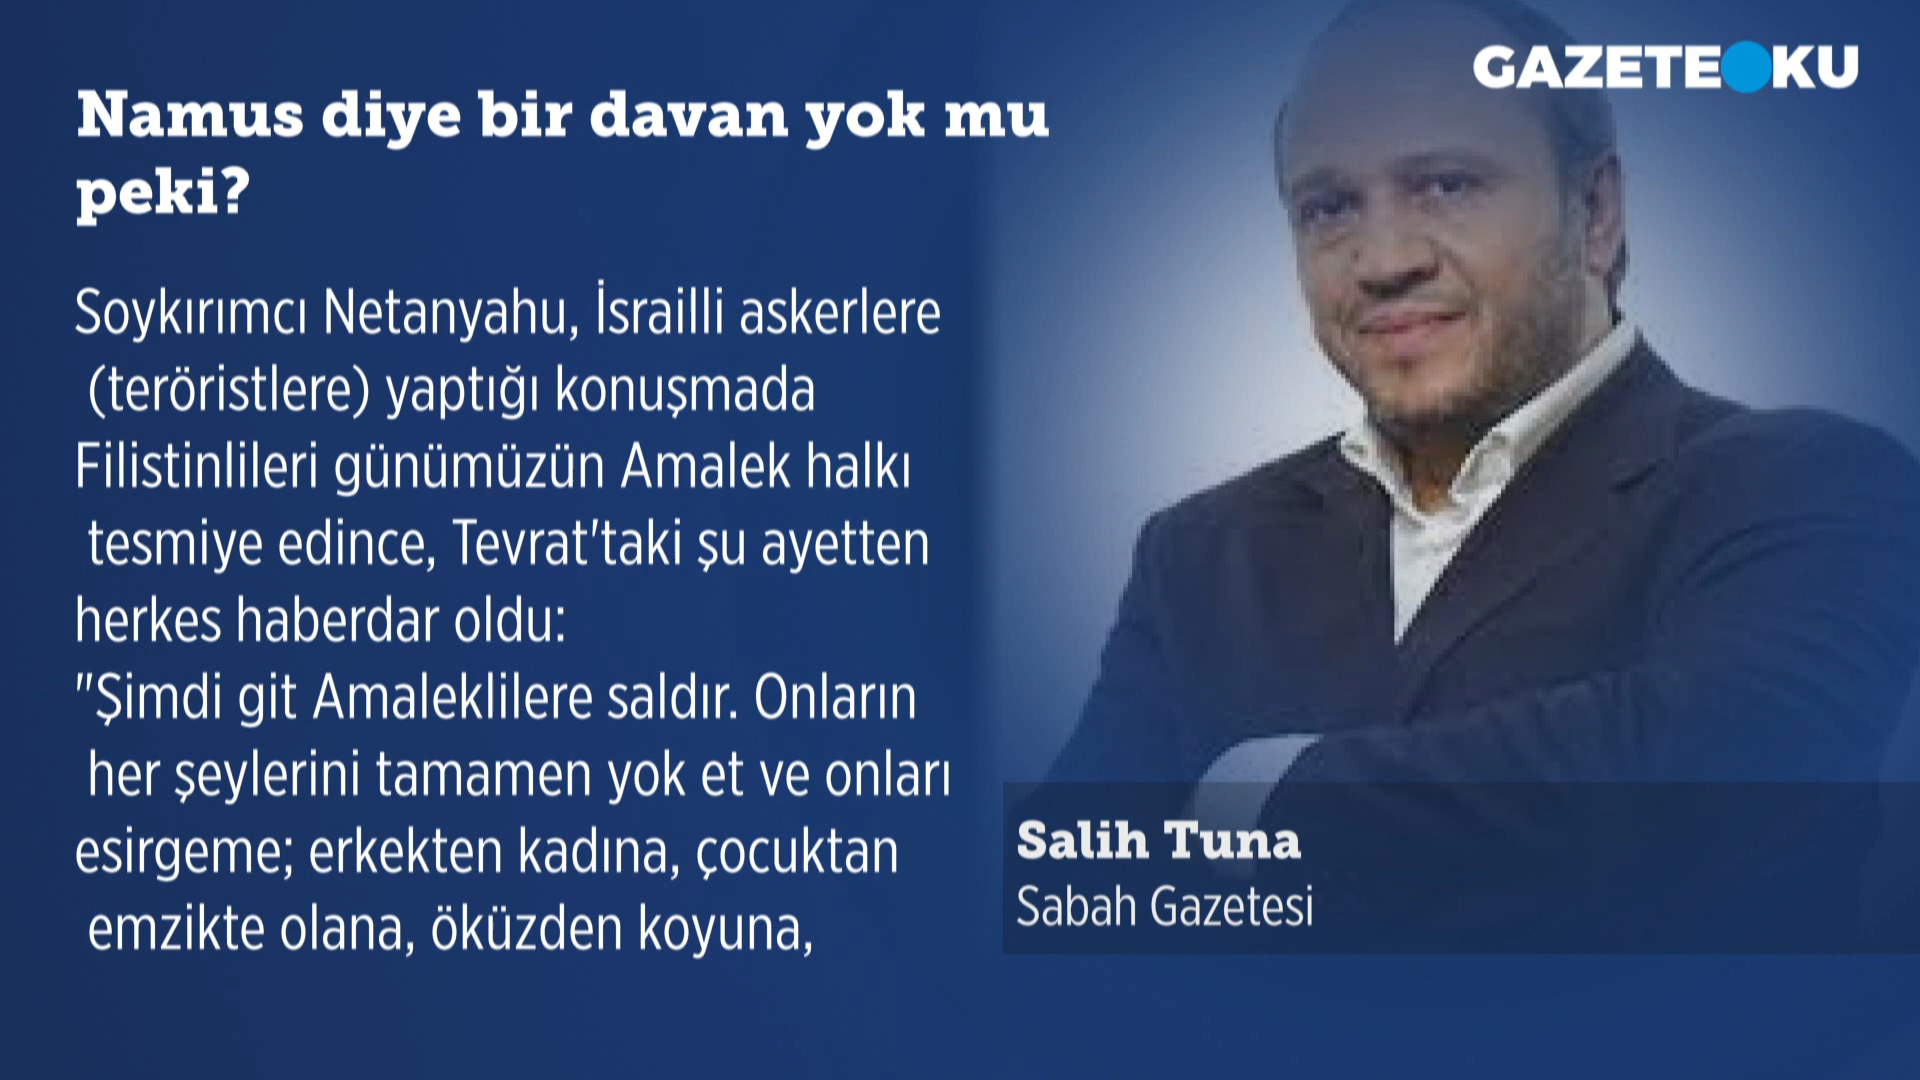 GAZETE OKU
Namus diye bir davan yok mu
peki?
Soykırımcı Netanyahu, İsrailli askerlere
(teröristlere) yaptığı konuşmada
Filistinlileri günümüzün Amalek halkı
tesmiye edince, Tevrat'taki şu ayetten
herkes haberdar oldu:
"Şimdi git Amaleklilere saldır. Onların
her şeylerini tamamen yok et ve onları
esirgeme; erkekten kadına, çocuktan
emzikte olana, öküzden koyuna,
Salih Tuna
Sabah Gazetesi